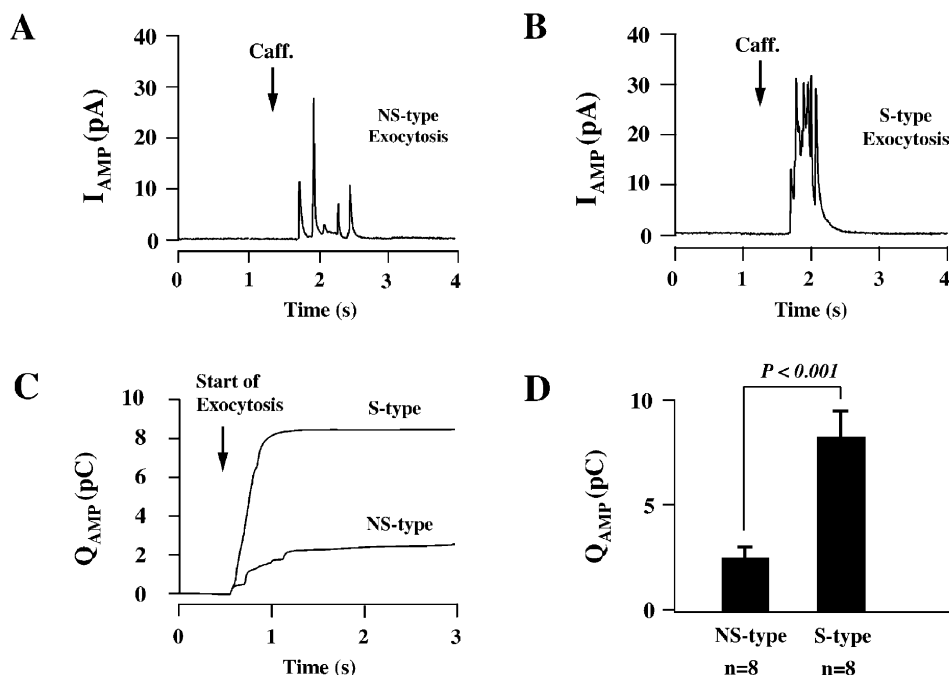 A
40
30
20
10
0
I_AMP (pA)
Caff.
NS-type
Exocytosis
0 1 2 3 4
Time (s)
B
40
30
20
10
0
I_AMP (pA)
Caff.
S-type
Exocytosis
0 1 2 3 4
Time (s)
C
10
8
6
4
2
0
Q_AMP (pC)
Start of
Exocytosis
S-type
NS-type
0 1 2 3
Time (s)
D
P < 0.001
10
5
0
Q_AMP (pC)
NS-type S-type
n=8 n=8